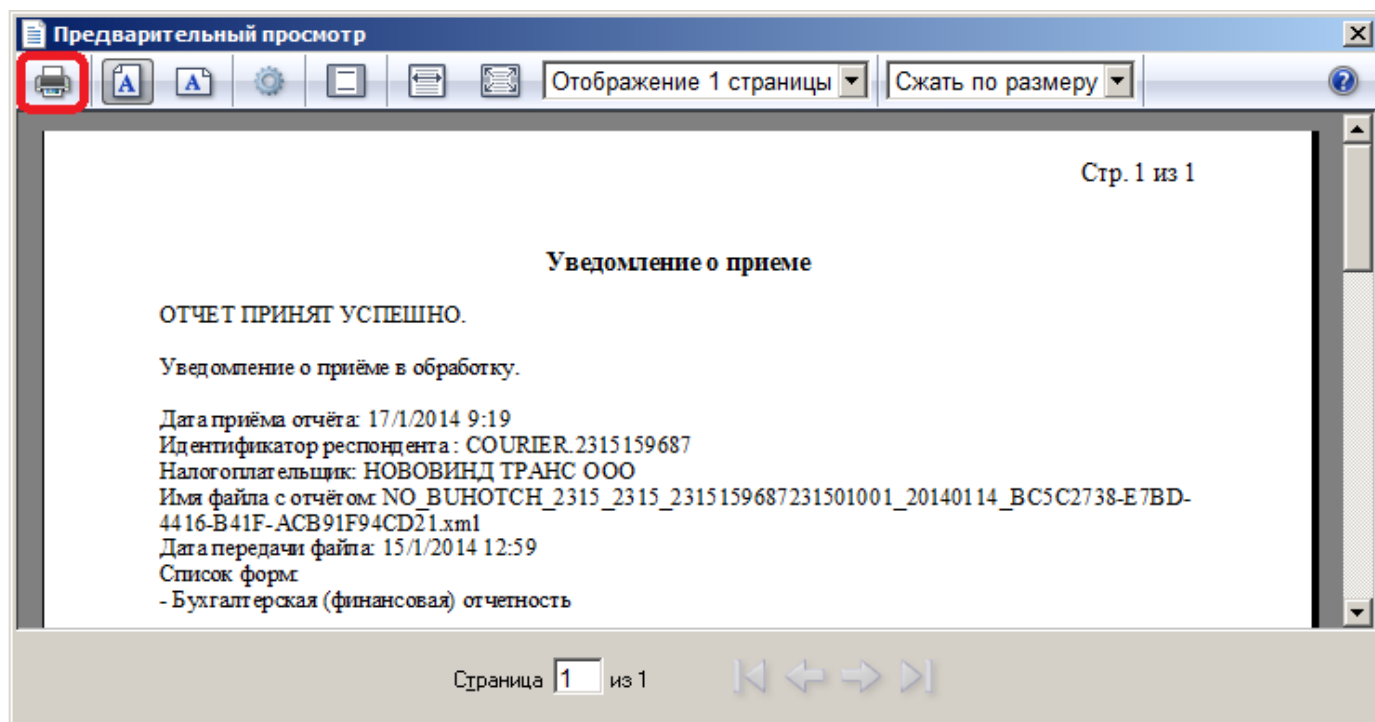 Предварительный просмотр
A A Отображение 1 страницы Сжать по размеру ?
Стр. 1 из 1
Уведомление о приеме
ОТЧЕТ ПРИНЯТ УСПЕШНО.
Уведомление о приёме в обработку.
Дата приёма отчёта: 17/1/2014 9:19
Идентификатор респондента : COURIER.2315159687
Налогоплательщик: НОВОВИНД ТРАНС ООО
Имя файла с отчётом: NO_BUHOTCH_2315_2315_2315159687231501001_20140114_BC5C2738-E7BD-
4416-B41F-ACB91F94CD21.xml
Дата передачи файла: 15/1/2014 12:59
Список форм:
- Бухгалтерская (финансовая) отчетность
Страница 1 из 1